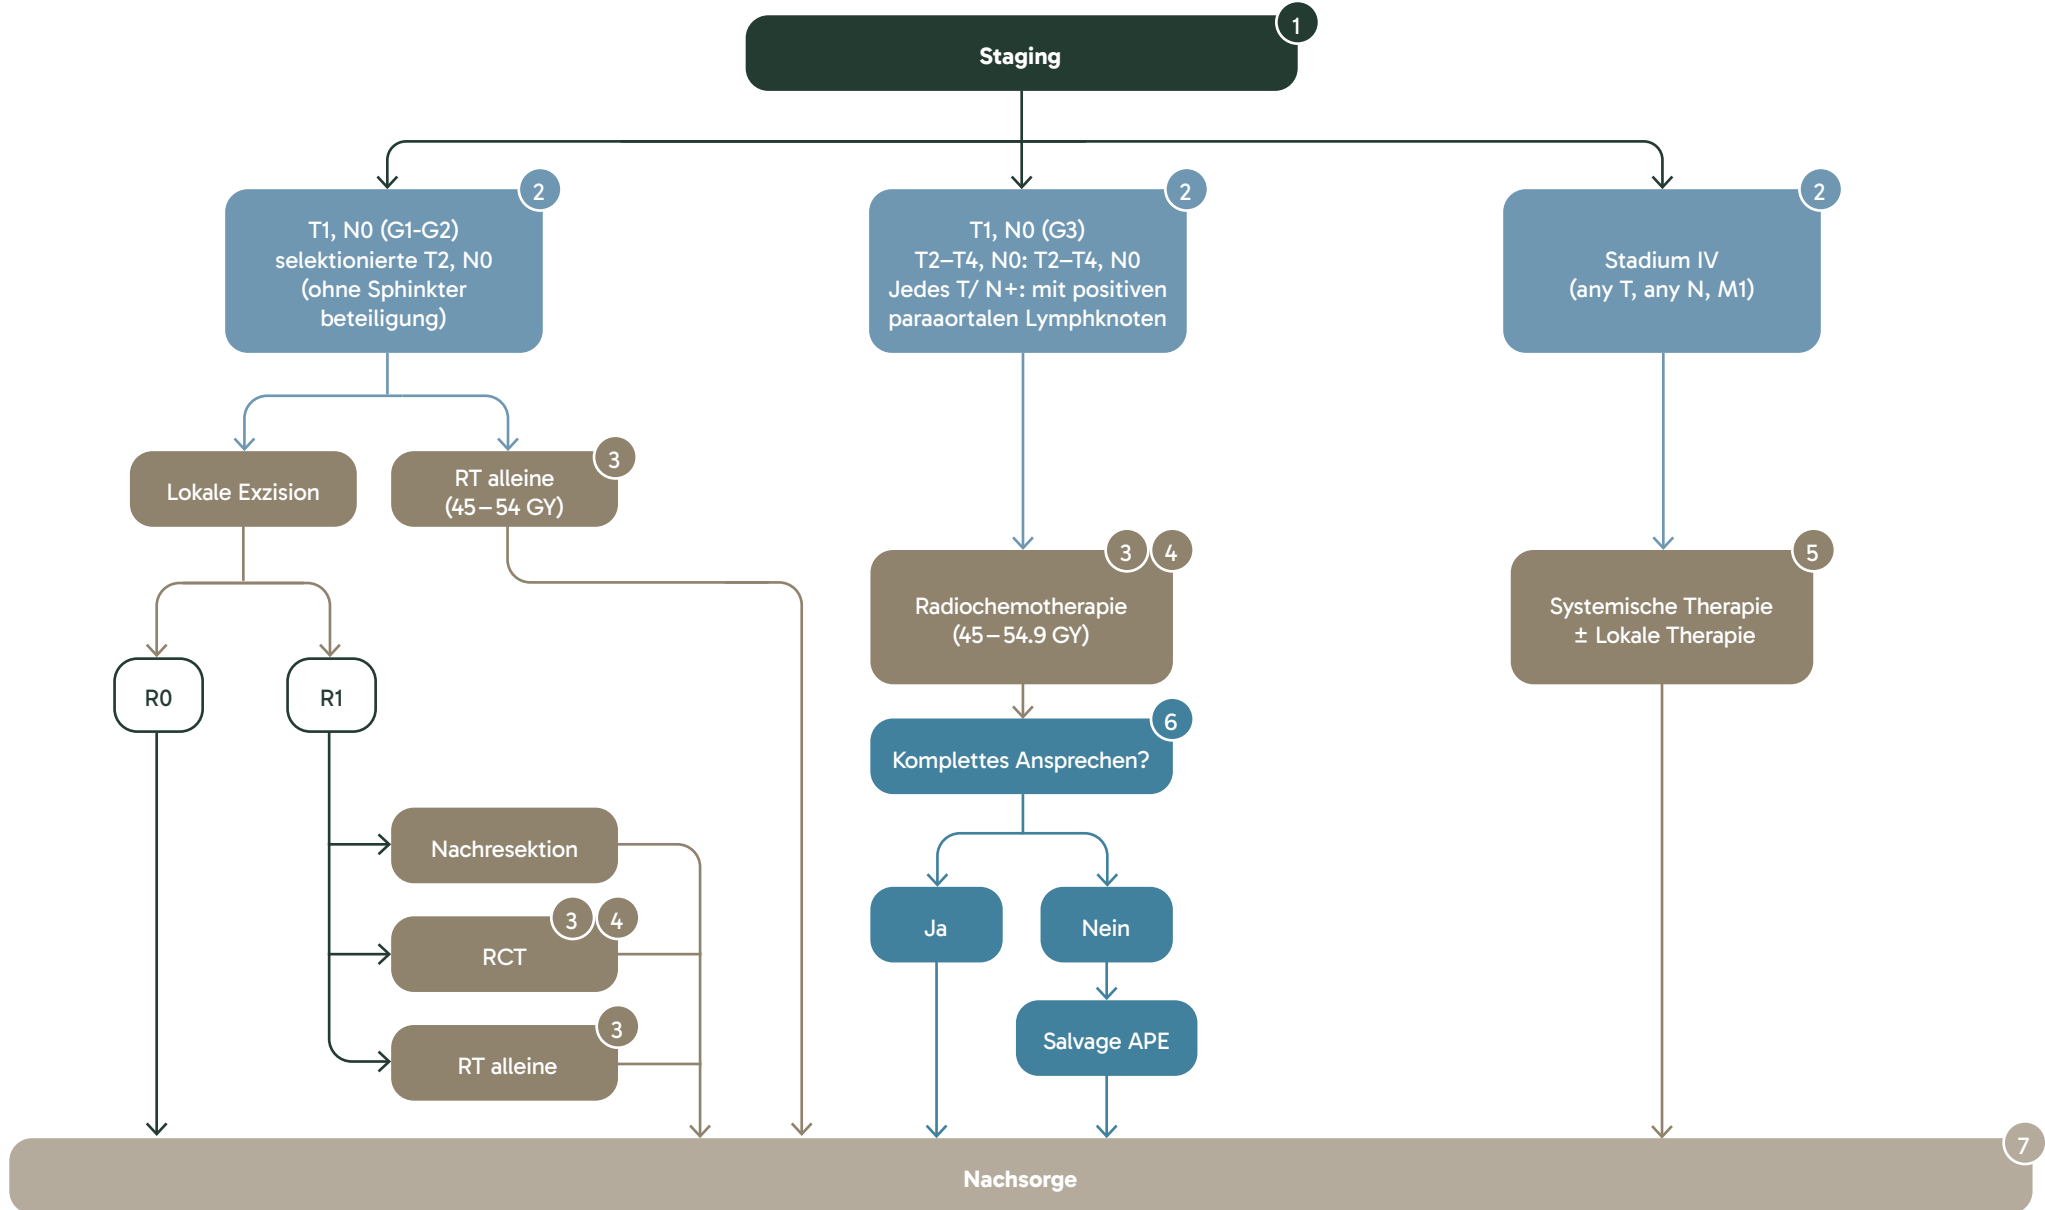 1
Staging
2
T1, N0 (G1-G2)
selektionierte T2, N0
(ohne Sphinkter
beteiligung)
2
T1, N0 (G3)
T2–T4, N0: T2–T4, N0
Jedes T/ N+: mit positiven
paraaortalen Lymphknoten
2
Stadium IV
(any T, any N, M1)
Lokale Exzision
3
RT alleine
(45–54 GY)
3 4
Radiochemotherapie
(45–54.9 GY)
5
Systemische Therapie
± Lokale Therapie
R0
R1
6
Komplettes Ansprechen?
Nachresektion
Ja
Nein
3 4
RCT
3
RT alleine
Salvage APE
7
Nachsorge